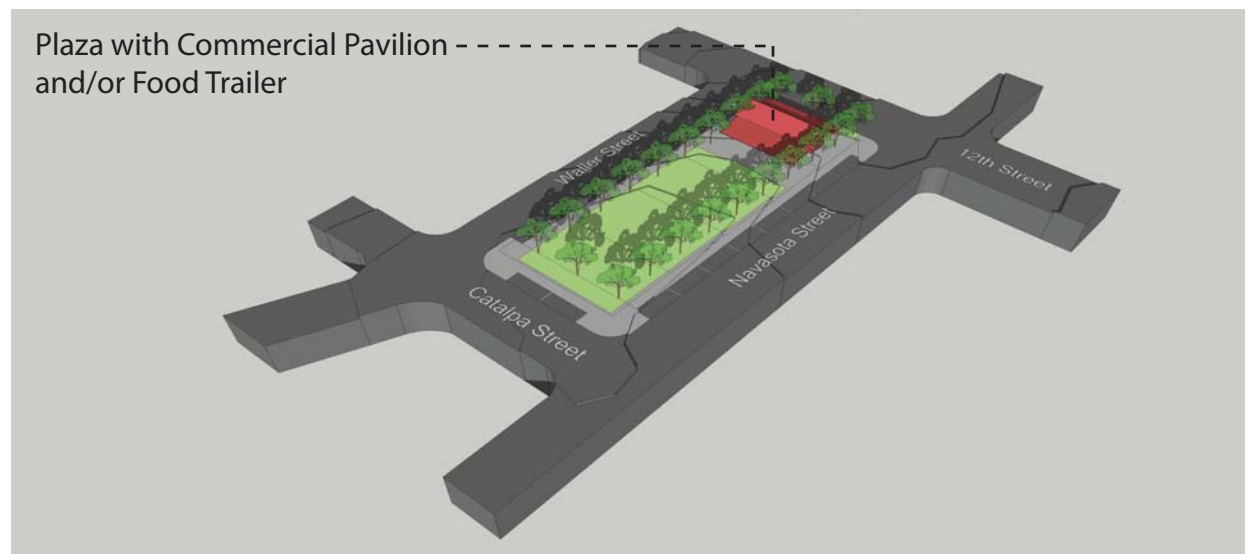 Plaza with Commercial Pavilion
and/or Food Trailer
Waller Street
12th Street
Navasota Street
Catalpa Street